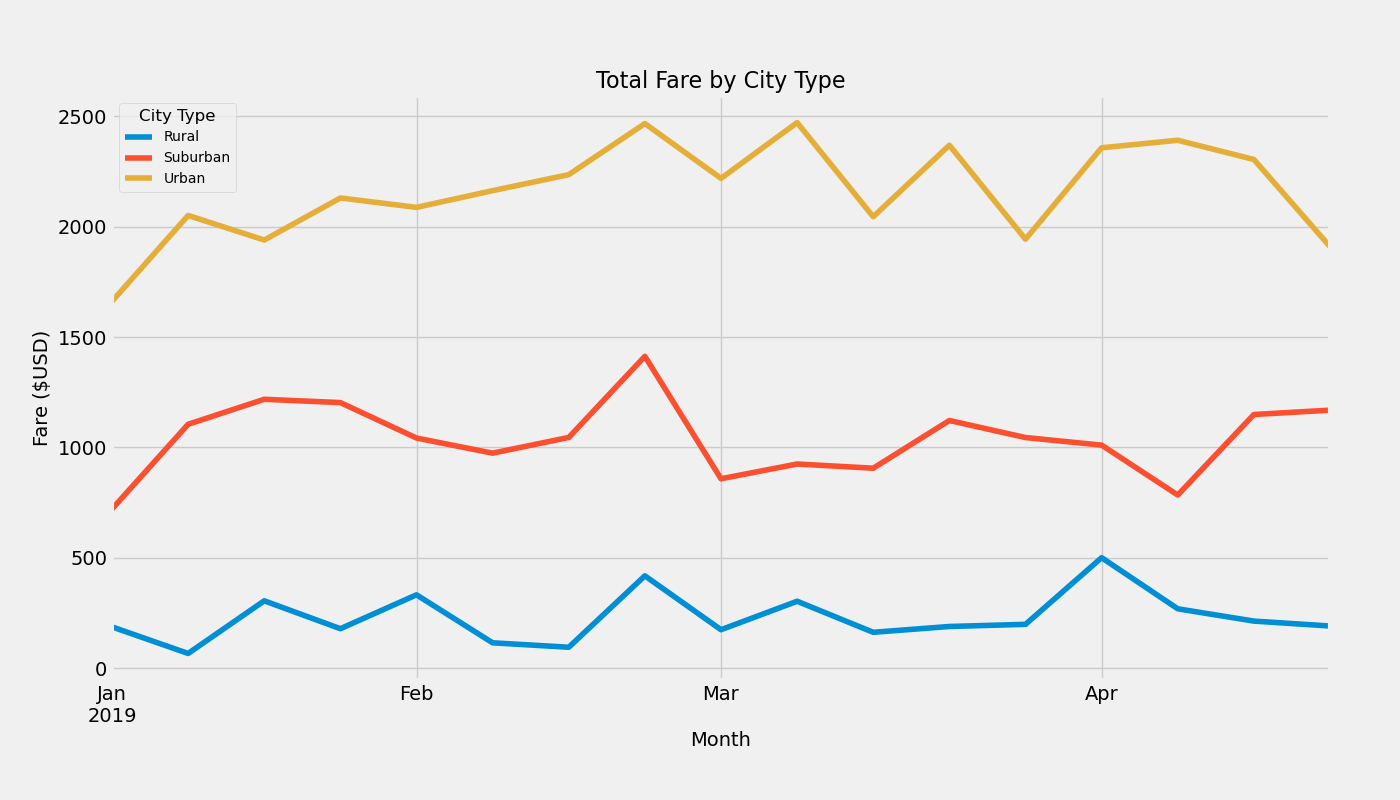 Total Fare by City Type
City Type
Rural
Suburban
Urban
Fare ($USD)
2500
2000
1500
1000
500
0
Jan
2019
Feb
Mar
Apr
Month